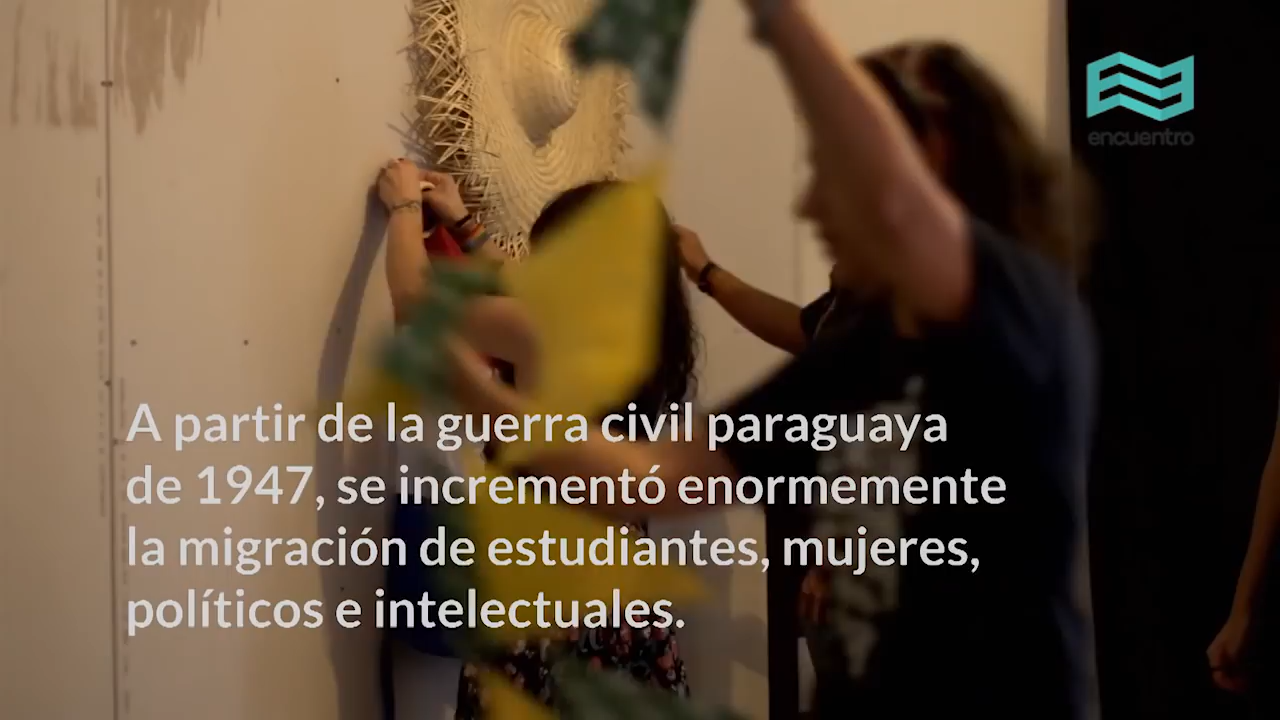 encuentro
A partir de la guerra civil paraguaya
de 1947, se incrementó enormemente
la migración de estudiantes, mujeres,
políticos e intelectuales.